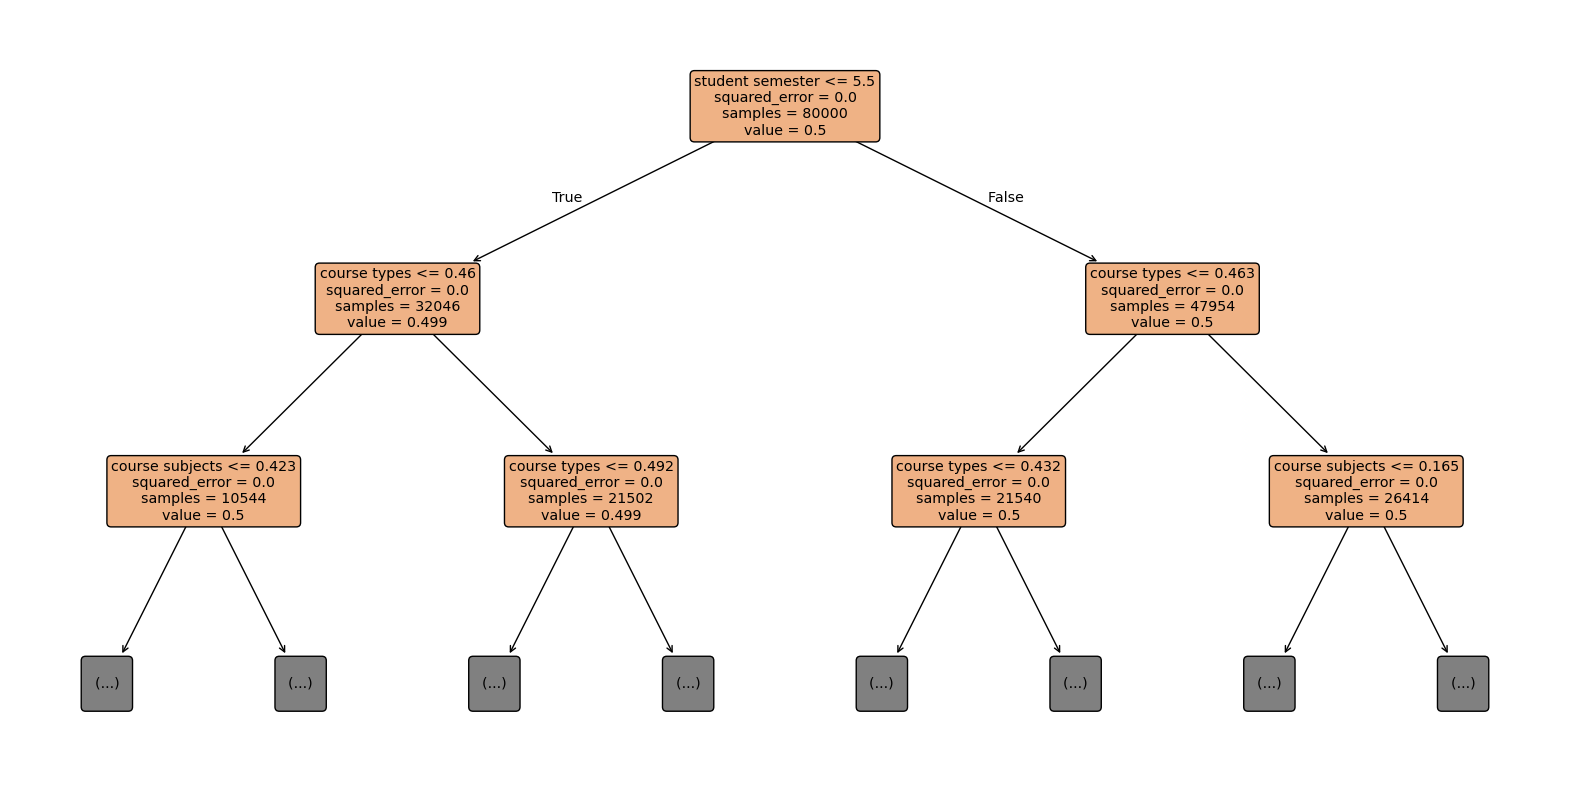 student semester <= 5.5
squared_error = 0.0
samples = 80000
value = 0.5
True
False
course types <= 0.46
squared_error = 0.0
samples = 32046
value = 0.499
course types <= 0.463
squared_error = 0.0
samples = 47954
value = 0.5
course subjects <= 0.423
squared_error = 0.0
samples = 10544
value = 0.5
course types <= 0.492
squared_error = 0.0
samples = 21502
value = 0.499
course types <= 0.432
squared_error = 0.0
samples = 21540
value = 0.5
course subjects <= 0.165
squared_error = 0.0
samples = 26414
value = 0.5
(...)
(...)
(...)
(...)
(...)
(...)
(...)
(...)